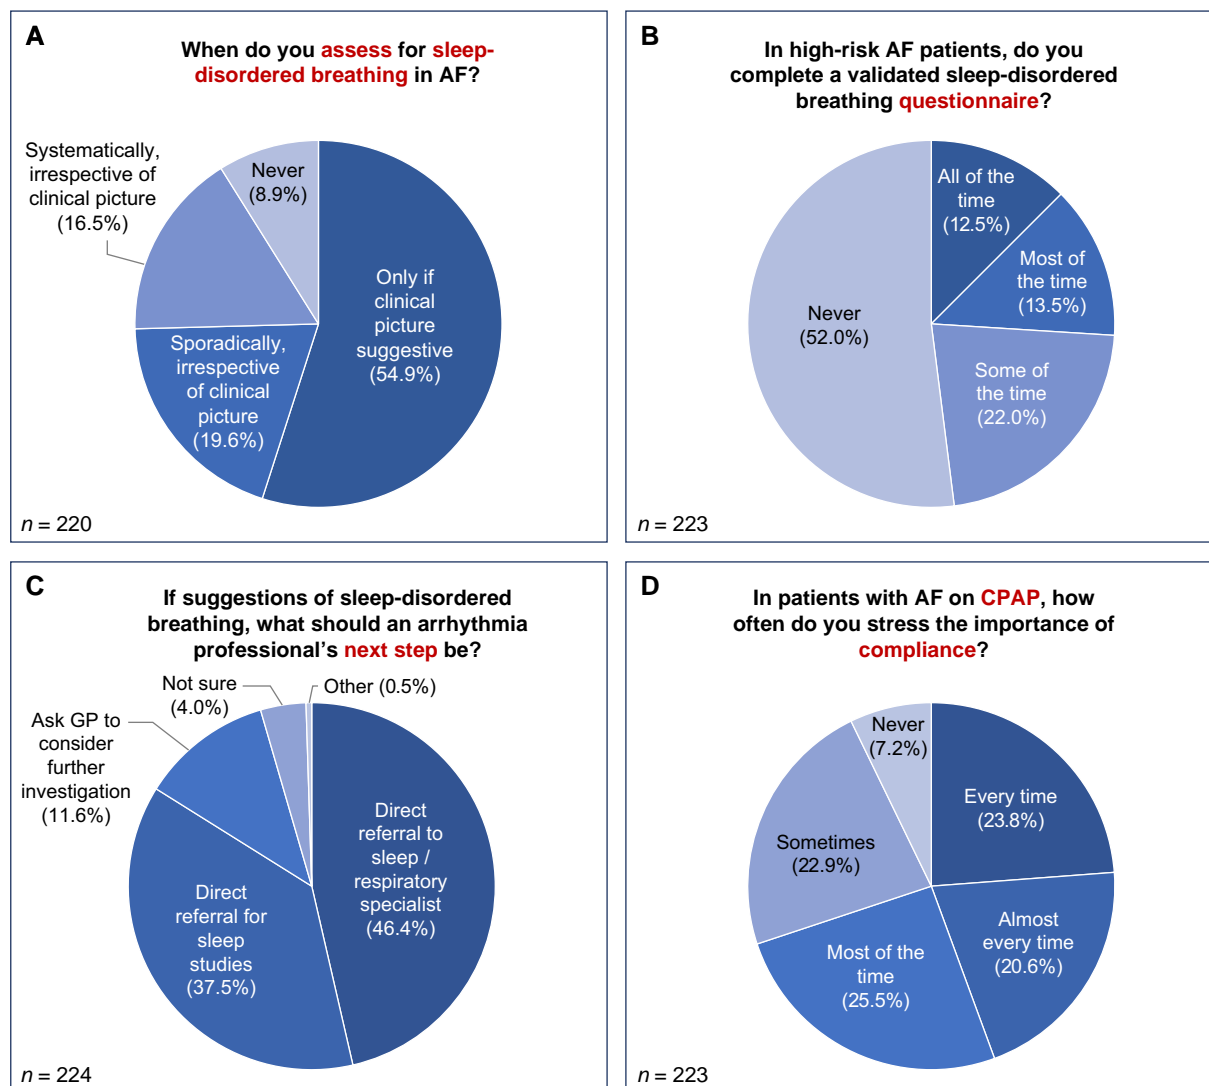 A
When do you assess for sleep-
disordered breathing in AF?
Systematically,
irrespective of
clinical picture
(16.5%)
Never
(8.9%)
Only if
clinical
picture
suggestive
(54.9%)
Sporadically,
irrespective
of clinical
picture
(19.6%)
n = 220
B
In high-risk AF patients, do you
complete a validated sleep-disordered
breathing questionnaire?
All of the
time
(12.5%)
Most of
the time
(13.5%)
Never
(52.0%)
Some of
the time
(22.0%)
n = 223
C
If suggestions of sleep-disordered
breathing, what should an arrhythmia
professional's next step be?
Not sure
(4.0%)
Other (0.5%)
Ask GP to
consider
further
investigation
(11.6%)
Direct
referral to
sleep /
respiratory
specialist
(46.4%)
Direct
referral for
sleep
studies
(37.5%)
n = 224
D
In patients with AF on CPAP, how
often do you stress the importance of
compliance?
Never
(7.2%)
Every time
(23.8%)
Sometimes
(22.9%)
Almost
every time
(20.6%)
Most of the
time
(25.5%)
n = 223